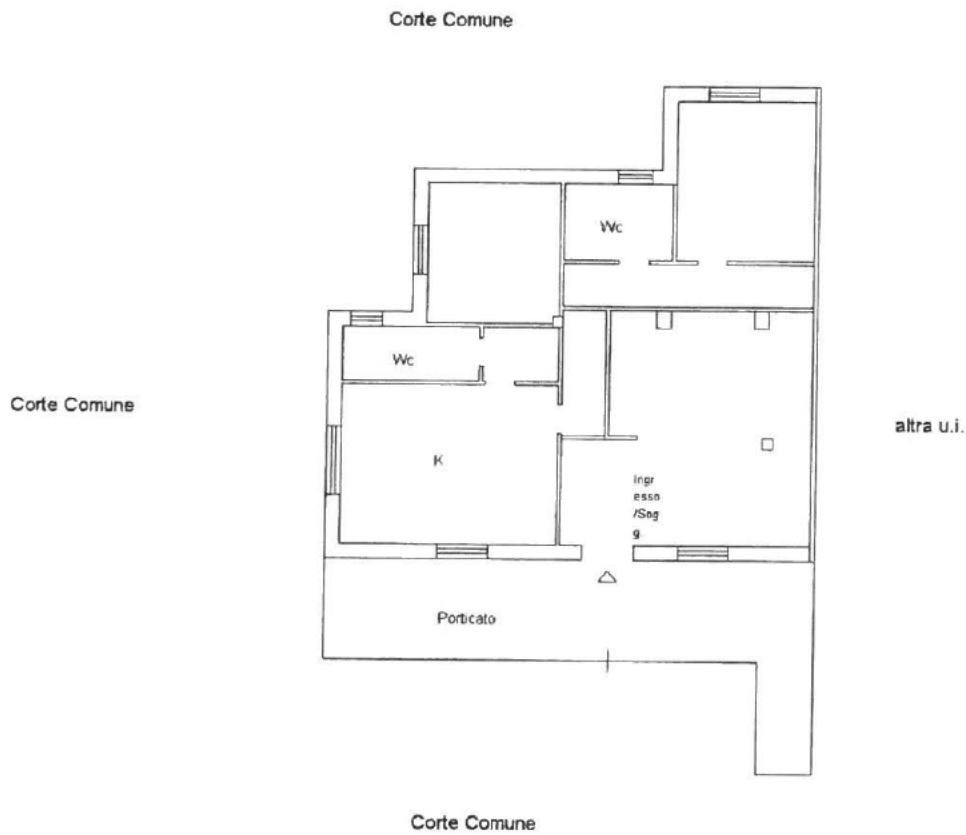 Corte Comune
Wc
Wc
Corte Comune
altra u.i.
K
Ingr
esso
/Sog
g
Porticato
Corte Comune